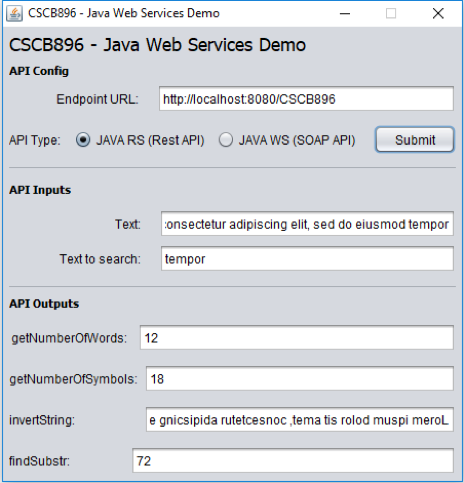 CSCB896 - Java Web Services Demo
CSCB896 - Java Web Services Demo
API Config
Endpoint URL: http://localhost:8080/CSCB896
API Type: JAVA RS (Rest API) JAVA WS (SOAP API) Submit
API Inputs
Text: consectetur adipiscing elit, sed do eiusmod tempor
Text to search: tempor
API Outputs
getNumberOfWords: 12
getNumberOfSymbols: 18
invertString: e gnicsipida rutetcesnoc ,tema tis rolod muspi meroL
findSubstr: 72